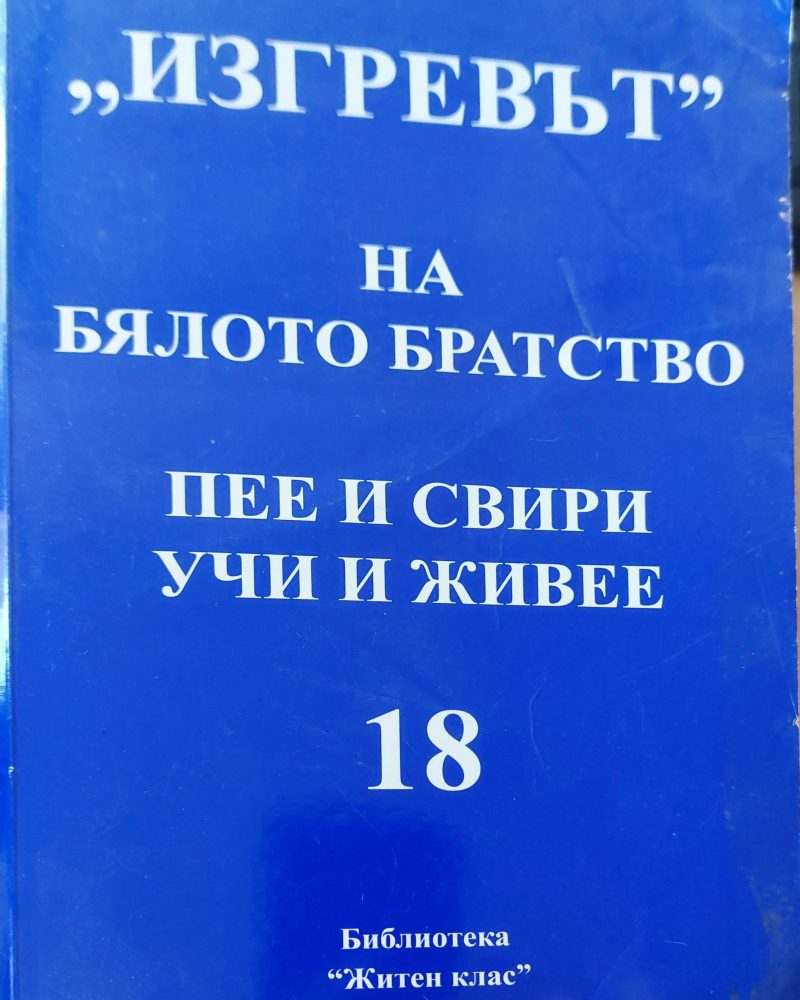 „ИЗГРЕВЪТ”
НА
БЯЛОТО БРАТСТВО
ПЕЕ И СВИРИ
УЧИ И ЖИВЕЕ
18
Библиотека
“Житен клас”